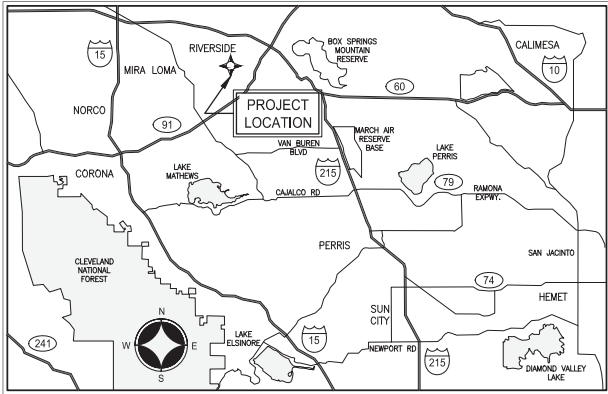 BOX SPRINGS
MOUNTAIN
RESERVE
CALIMESA
RIVERSIDE
15
10
MIRA LOMA
60
NORCO
PROJECT
LOCATION
91
MARCH AIR
RESERVE
BASE
VAN BUREN
BLVD
LAKE
PERRIS
215
CORONA
LAKE
MATHEWS
79
CAJALCO RD
RAMONA
EXPWY.
PERRIS
SAN JACINTO
CLEVELAND
NATIONAL
FOREST
74
HEMET
SUN
CITY
N
W
E
S
241
LAKE
ELSINORE
15
NEWPORT RD
215
DIAMOND VALLEY
LAKE